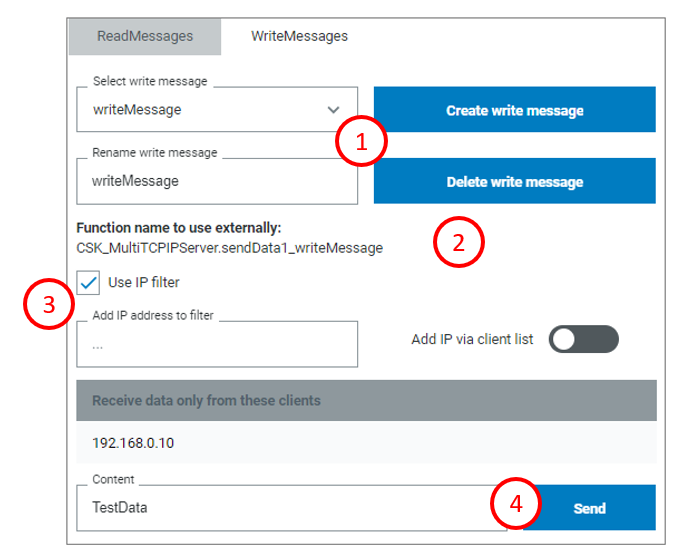 ReadMessages WriteMessages
Select write message
writeMessage
Create write message
1
Rename write message
writeMessage
Delete write message
Function name to use externally:
CSK_MultiTCPIPServer.sendData1_writeMessage
2
Use IP filter
3
Add IP address to filter
...
Add IP via client list
Receive data only from these clients
192.168.0.10
Content
TestData
4
Send